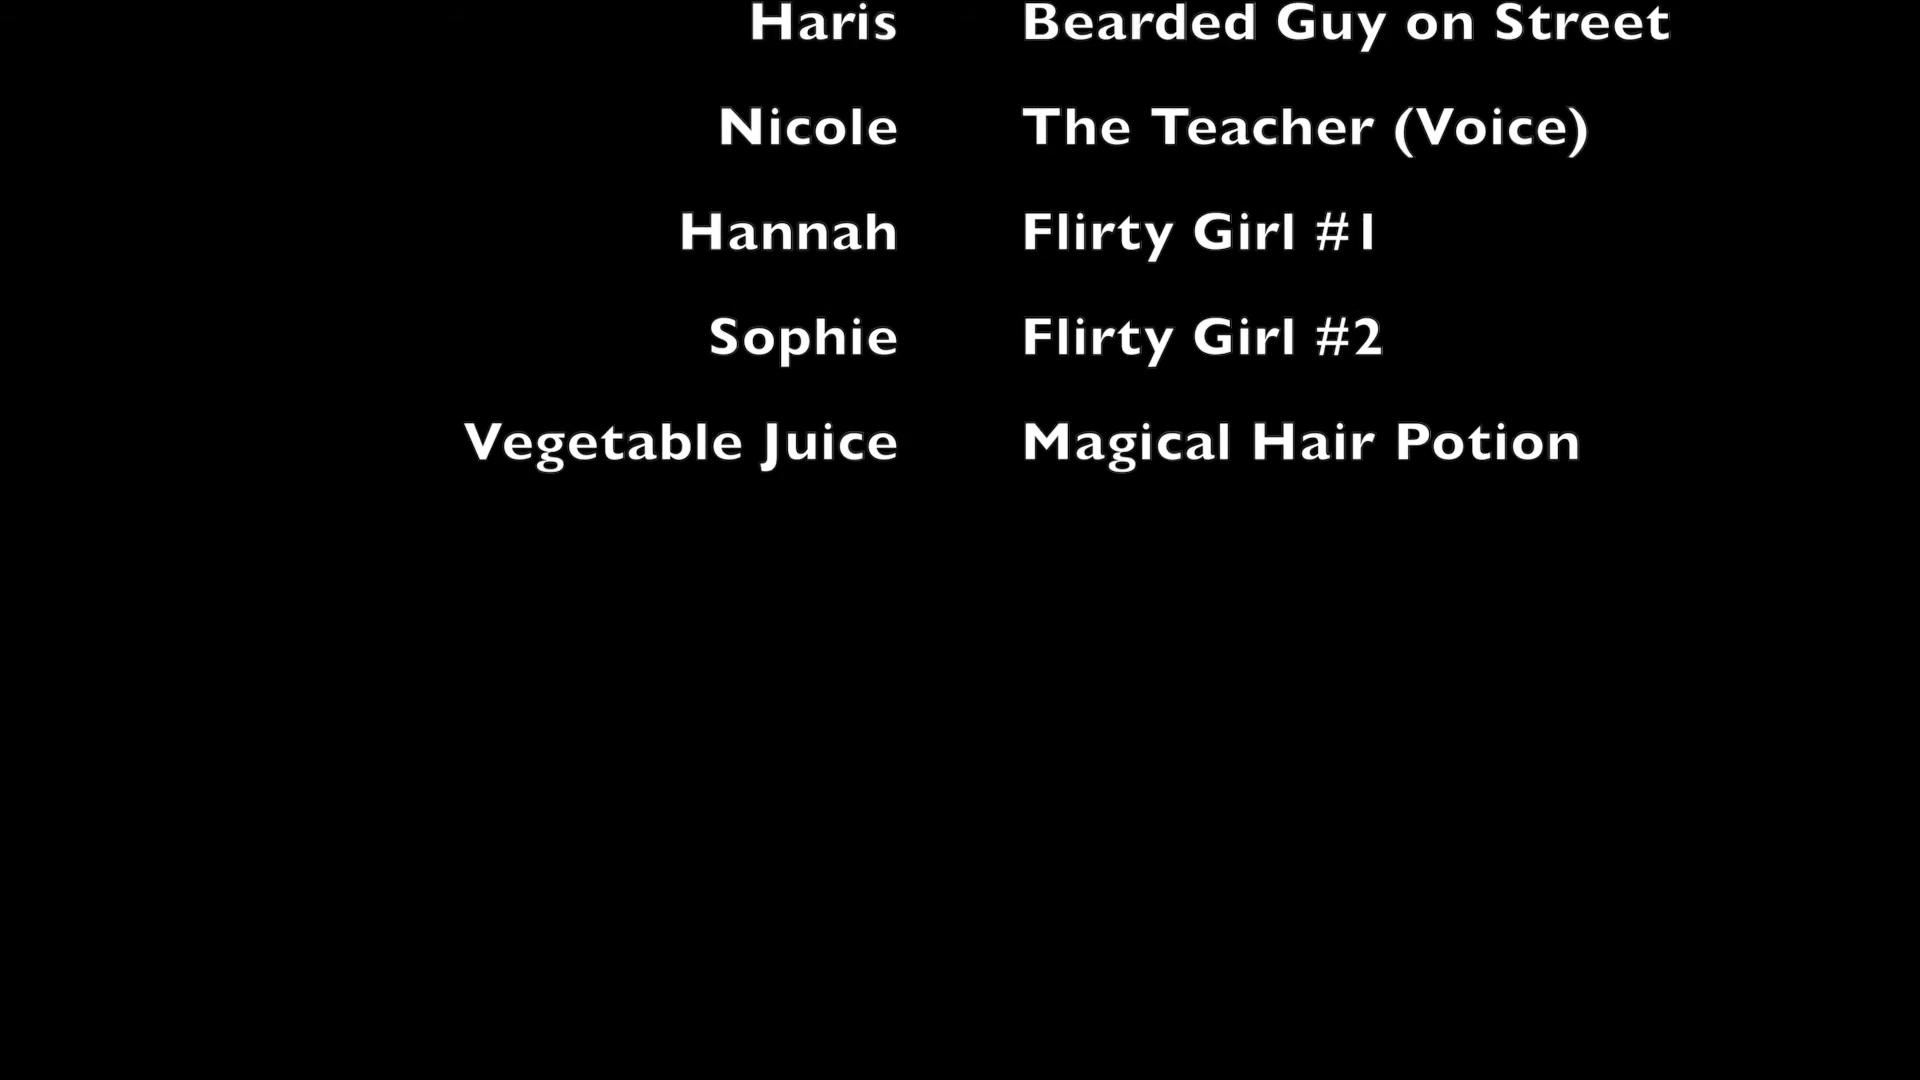 Haris Bearded Guy on Street
Nicole The Teacher (Voice)
Hannah Flirty Girl #1
Sophie Flirty Girl #2
Vegetable Juice Magical Hair Potion